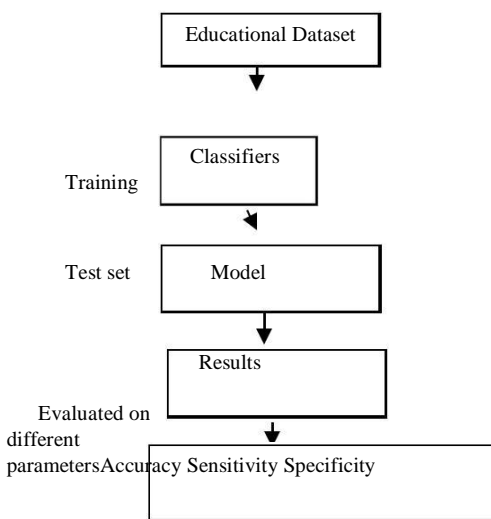 Educational Dataset
Classifiers
Training
Test set Model
Results
Evaluated on
different
parametersAccuracy Sensitivity Specificity